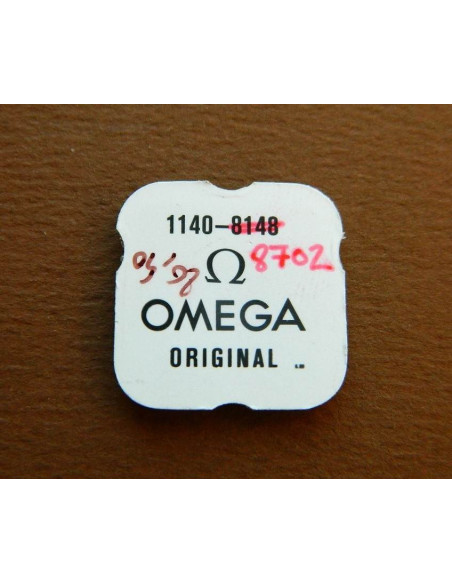 1140-8148
Ω 8702
OMEGA
ORIGINAL